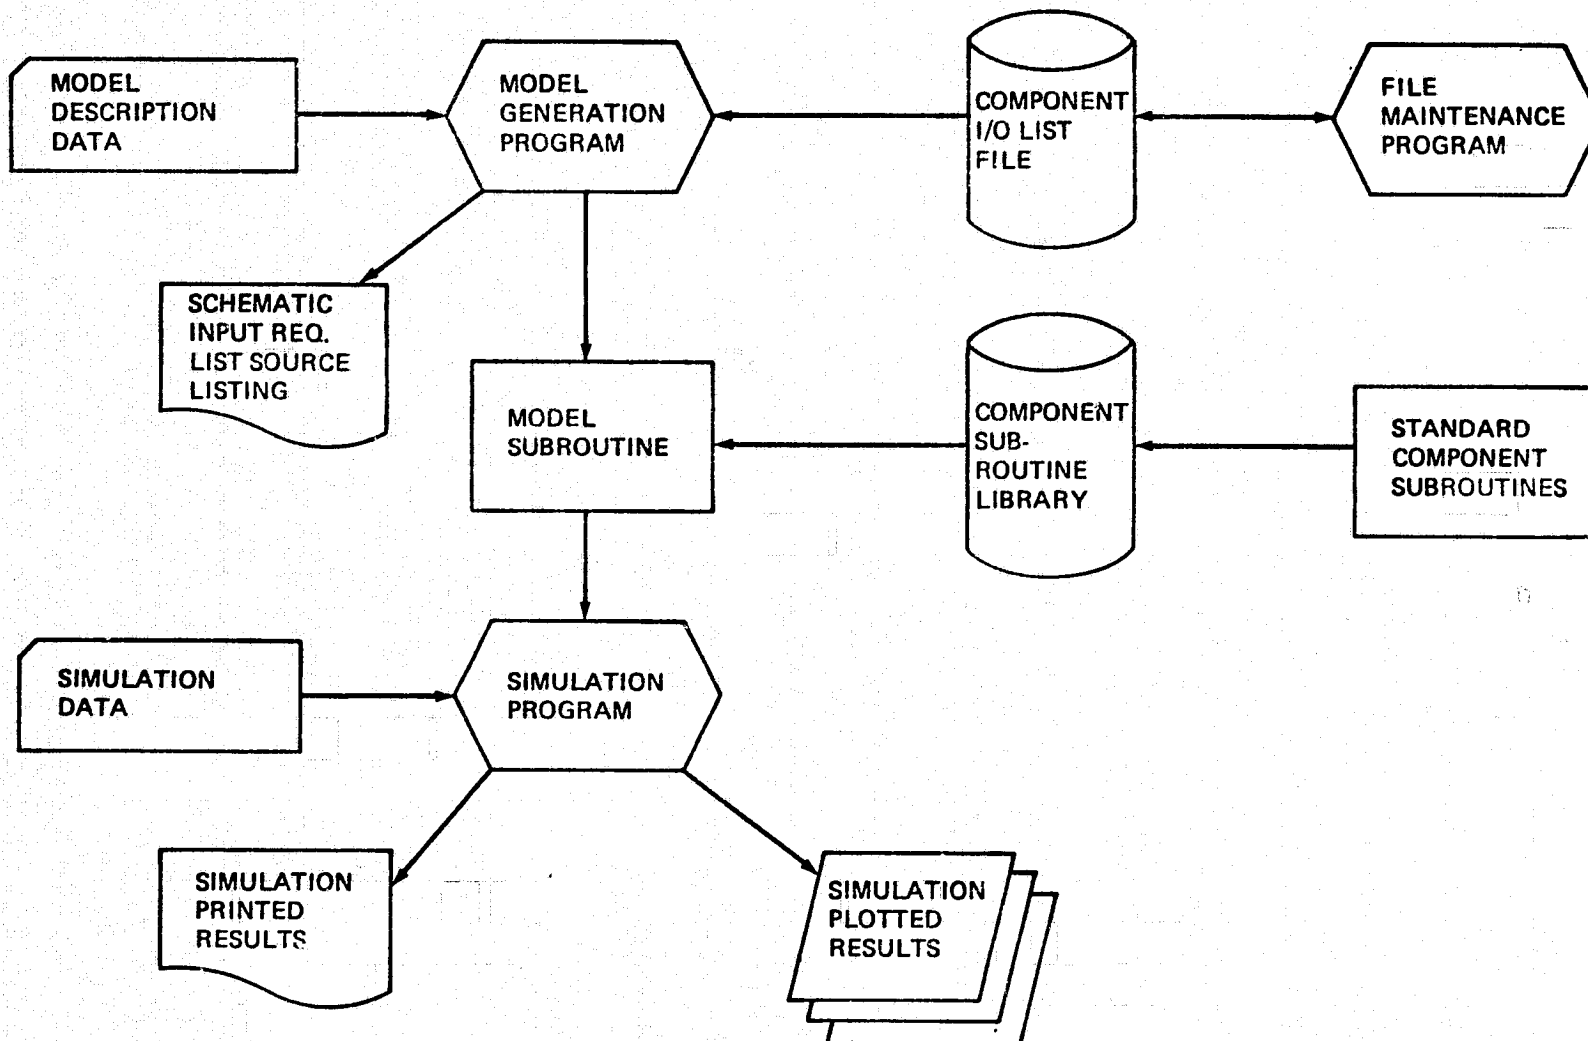 MODEL
DESCRIPTION
DATA
MODEL
GENERATION
PROGRAM
COMPONENT
I/O LIST
FILE
FILE
MAINTENANCE
PROGRAM
SCHEMATIC
INPUT REQ.
LIST SOURCE
LISTING
MODEL
SUBROUTINE
COMPONENT
SUB-
ROUTINE
LIBRARY
STANDARD
COMPONENT
SUBROUTINES
SIMULATION
DATA
SIMULATION
PROGRAM
SIMULATION
PRINTED
RESULTS
SIMULATION
PLOTTED
RESULTS